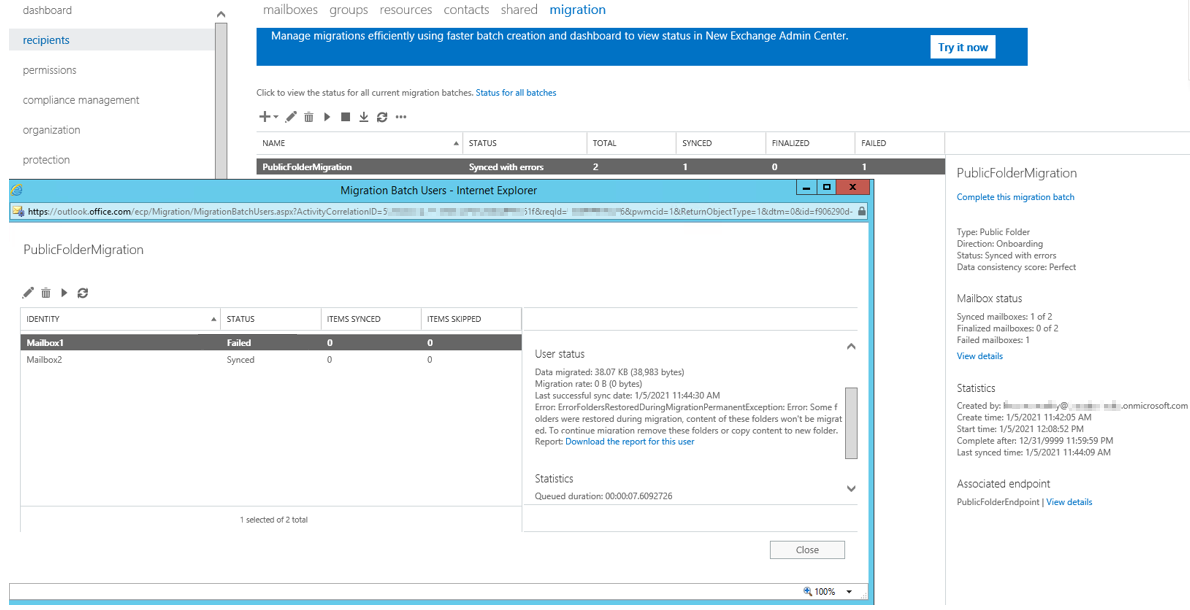 dashboard
recipients
permissions
compliance management
organization
protection
mailboxes groups resources contacts shared migration
Manage migrations efficiently using faster batch creation and dashboard to view status in New Exchange Admin Center.
Try it now
Click to view the status for all current migration batches. Status for all batches
NAME STATUS TOTAL SYNCED FINALIZED FAILED
PublicFolderMigration Synced with errors 2 1 0 1
Migration Batch Users - Internet Explorer
https://outlook.office.com/ecp/Migration/MigrationBatchUsers.aspx?ActivityCorrelationID=5 51f&reqId= 6&pwmcid=1&ReturnObjectType=1&dtm=0&id=f906290d-
PublicFolderMigration
IDENTITY STATUS ITEMS SYNCED ITEMS SKIPPED
Mailbox1 Failed 0 0
Mailbox2 Synced 0 0
1 selected of 2 total
User status
Data migrated: 38.07 KB (38,983 bytes)
Migration rate: 0 B (0 bytes)
Last successful sync date: 1/5/2021 11:44:30 AM
Error: ErrorFoldersRestoredDuringMigrationPermanentException: Error: Some f
olders were restored during migration, content of these folders won't be migrat
ed. To continue migration remove these folders or copy content to new folder.
Report: Download the report for this user
Statistics
Queued duration: 00:00:07.6092726
Close
100%
PublicFolderMigration
Complete this migration batch
Type: Public Folder
Direction: Onboarding
Status: Synced with errors
Data consistency score: Perfect
Mailbox status
Synced mailboxes: 1 of 2
Finalized mailboxes: 0 of 2
Failed mailboxes: 1
View details
Statistics
Created by: @ .onmicrosoft.com
Create time: 1/5/2021 11:42:05 AM
Start time: 1/5/2021 12:08:52 PM
Complete after: 12/31/9999 11:59:59 PM
Last synced time: 1/5/2021 11:44:09 AM
Associated endpoint
PublicFolderEndpoint | View details